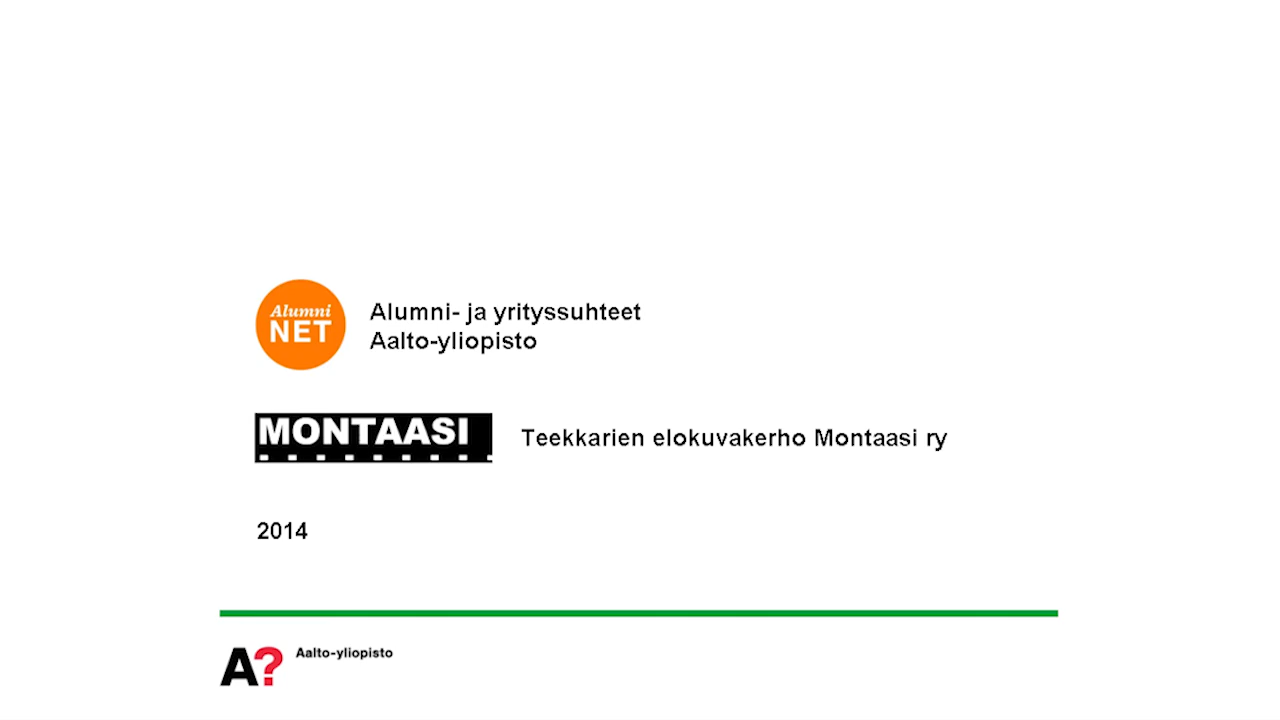 Alumni
NET
Alumni- ja yrityssuhteet
Aalto-yliopisto
MONTAASI
Teekkarien elokuvakerho Montaasi ry
2014
A?
Aalto-yliopisto